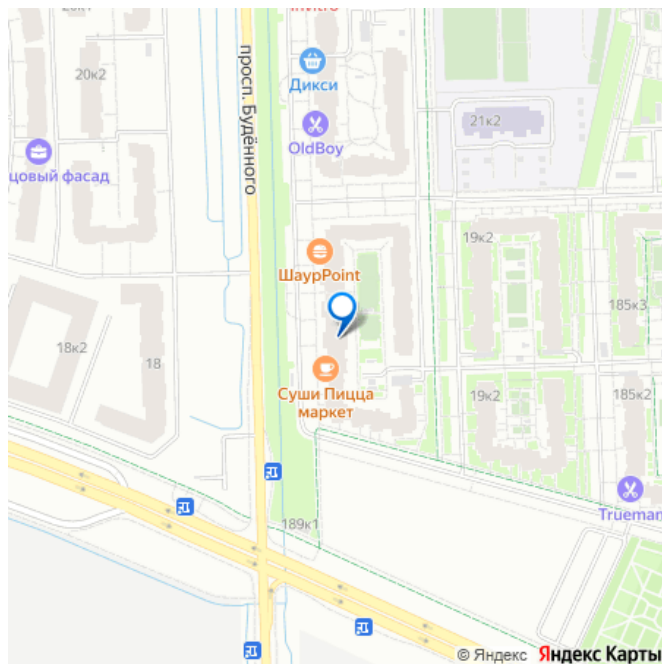 20к2
просп. Будённого
Дикси
21к2
OldBoy
цовый фасад
19к2
ШаурPoint
185к3
18к2
18
Суши Пицца
маркет
19к2
185к2
Trueman
189к1
© Яндекс Яндекс Карты